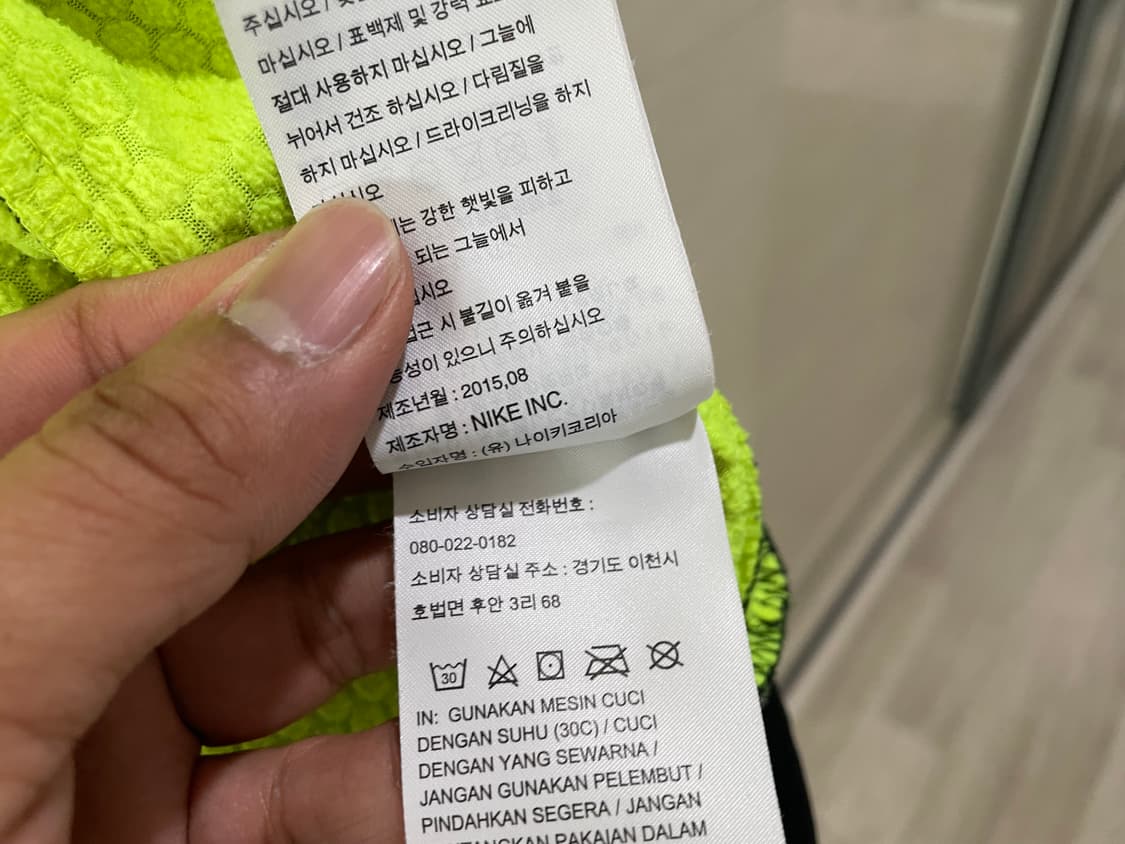 주십시오 /
마십시오 / 표백제 및 강력
절대 사용하지 마십시오 / 그늘에
뉘어서 건조 하십시오 / 다림질을
하지 마십시오 / 드라이크리닝을 하지
강한 햇빛을 피하고
되는 그늘에서
시 불길이 옮겨 붙을
있으니 주의하십시오
제조년월 : 2015.08
제조자명 : NIKE INC.
수입자명 : (유) 나이키코리아
소비자 상담실 전화번호 :
080-022-0182
소비자 상담실 주소 : 경기도 이천시
호법면 후안 3리 68
30
IN: GUNAKAN MESIN CUCI
DENGAN SUHU (30C) / CUCI
DENGAN YANG SEWARNA /
JANGAN GUNAKAN PELEMBUT /
PINDAHKAN SEGERA / JANGAN
PAKAIAN DALAM